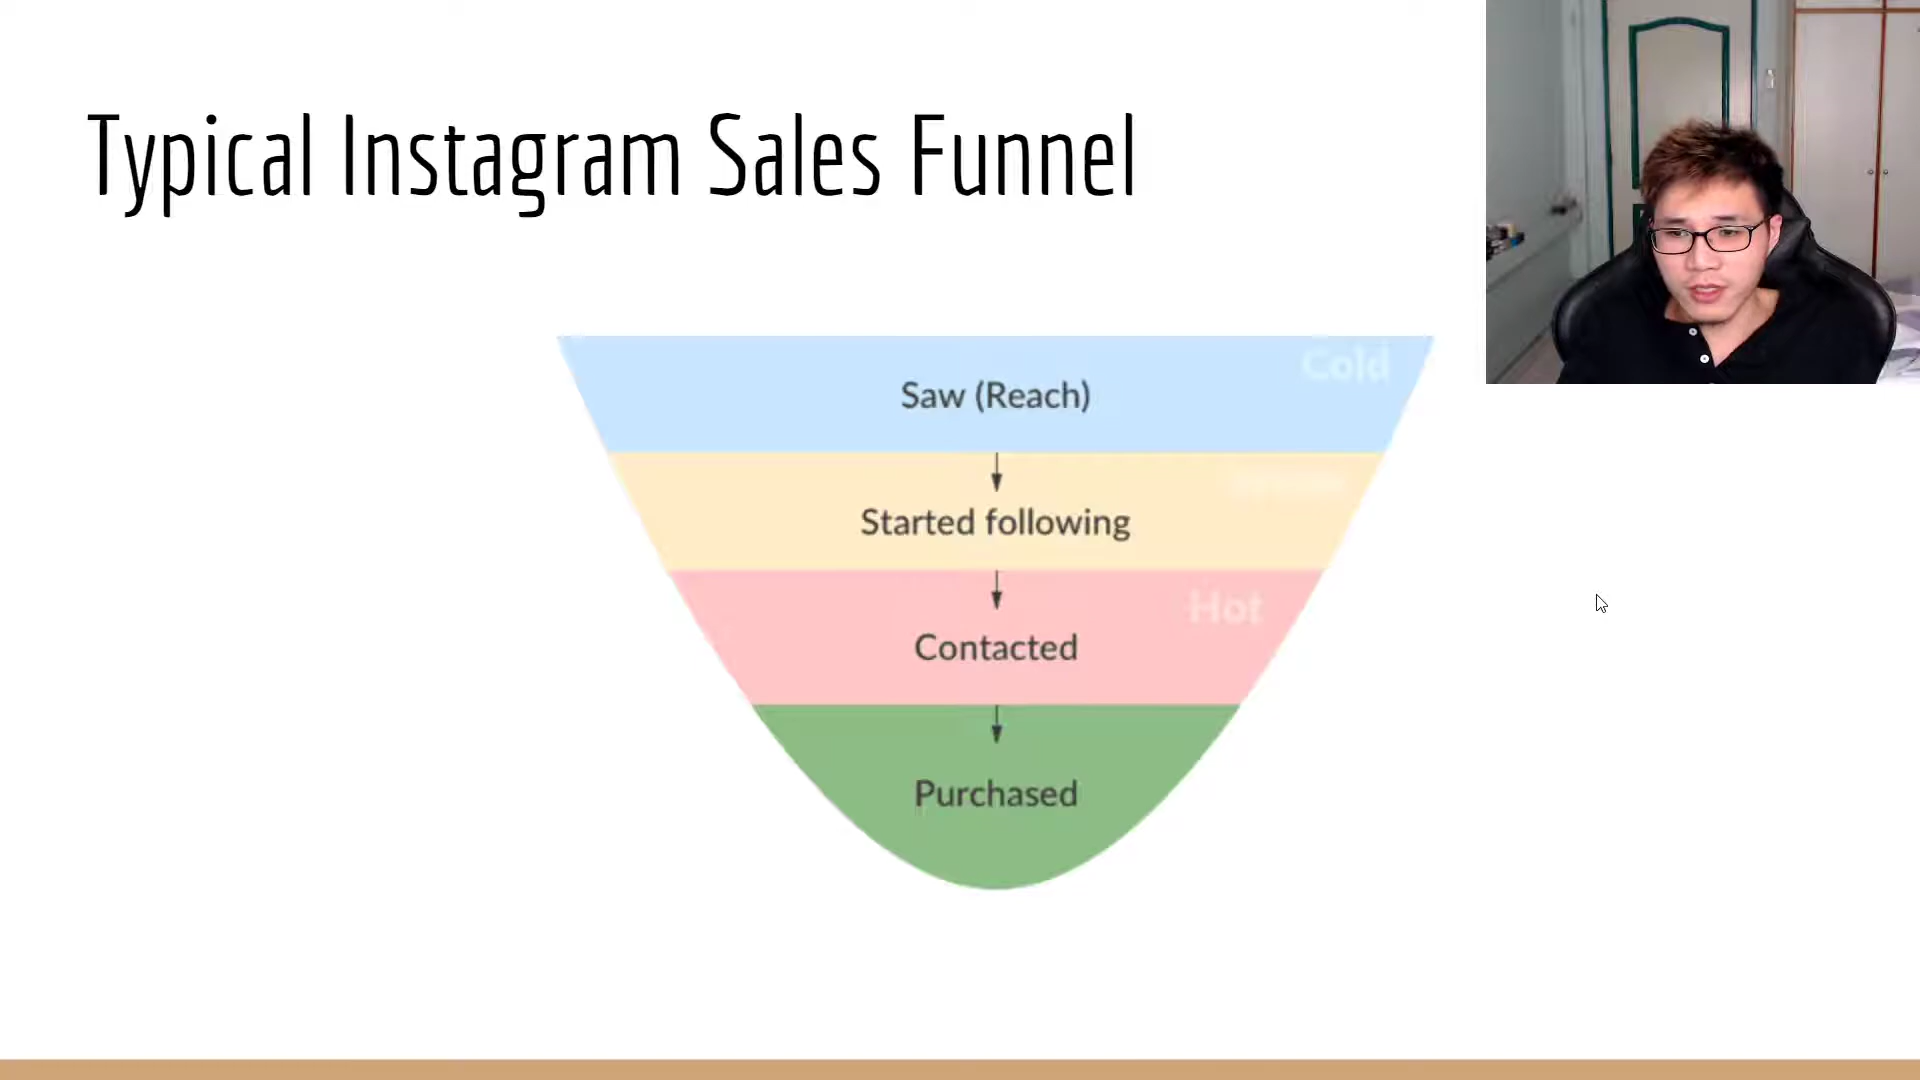 Typical Instagram Sales Funnel
Cold
Saw (Reach)
Started following
Hot
Contacted
Purchased